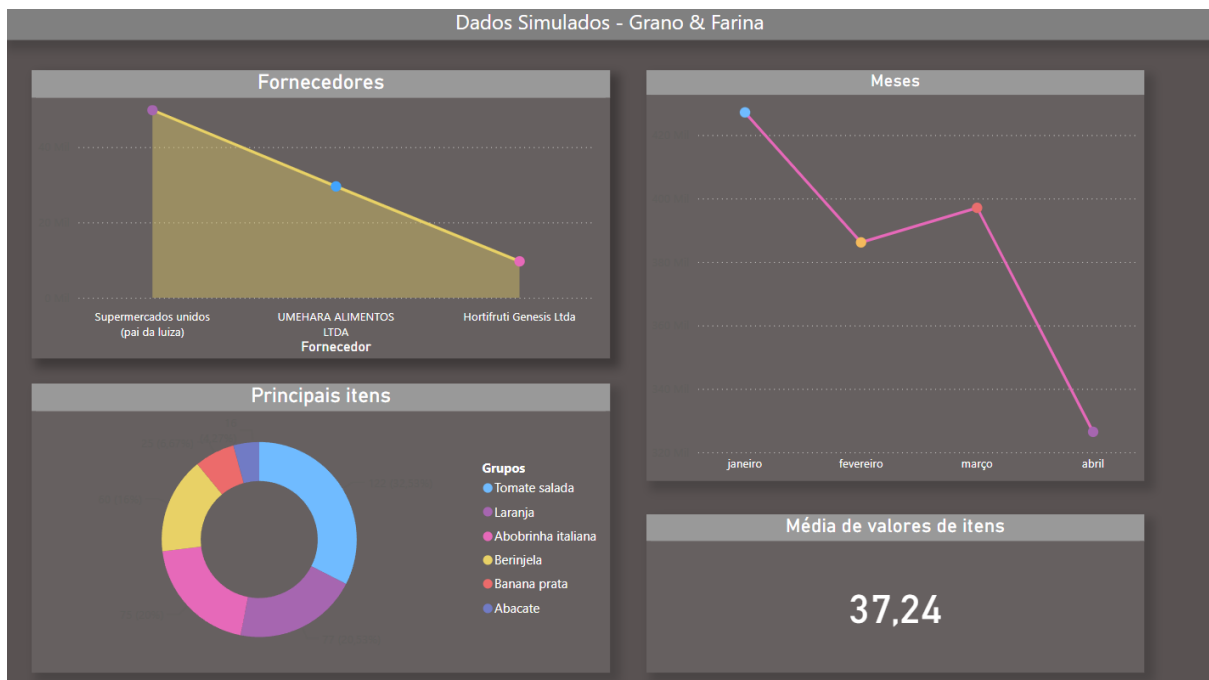 Dados Simulados - Grano & Farina
Fornecedores
Supermercados unidos
(pai da luiza)
UMEHARA ALIMENTOS
LTDA
Hortifruti Genesis Ltda
Fornecedor
Principais itens
Grupos
Tomate salada
Laranja
Abobrinha italiana
Berinjela
Banana prata
Abacate
Meses
janeiro
fevereiro
março
abril
Média de valores de itens
37,24